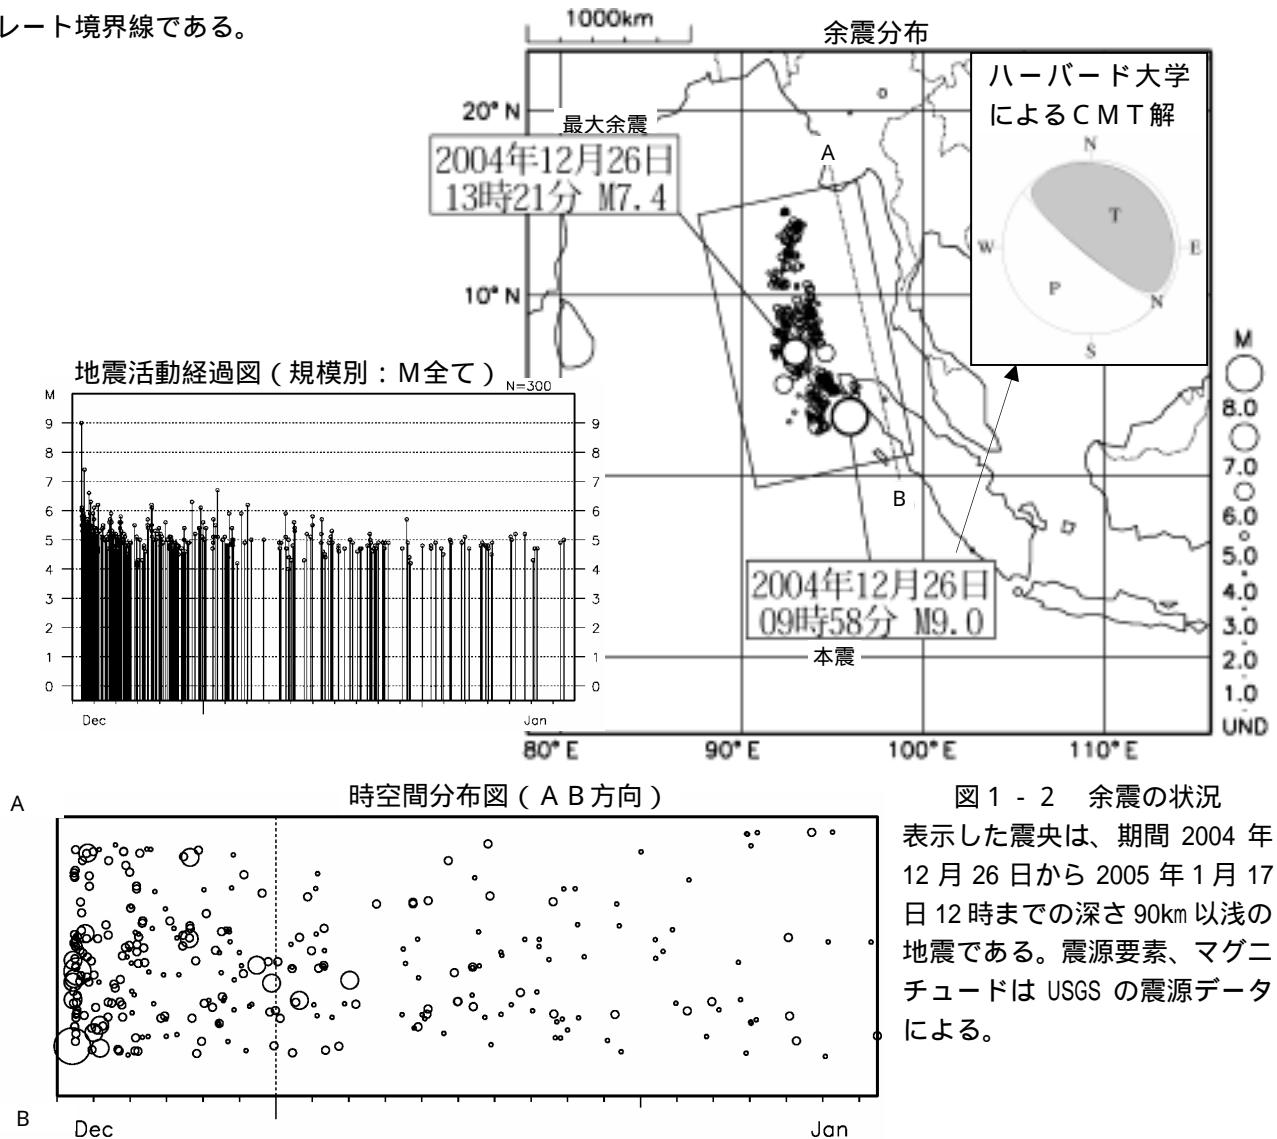 レート境界線である。
1000km
余震分布
ハーバード大学
によるＣＭＴ解
N
T
W
E
P
N
S
20°N
10°N
最大余震
2004年12月26日
13時21分 M7.4
A
B
2004年12月26日
09時58分 M9.0
本震
80°E
90°E
100°E
110°E
M
8.0
7.0
6.0
5.0
4.0
3.0
2.0
1.0
UND
地震活動経過図（規模別：Ｍ全て）
N=300
M
9
9
8
8
7
7
6
6
5
5
4
4
3
3
2
2
1
1
0
0
Dec
Jan
時空間分布図（ＡＢ方向）
A
B
Dec
Jan
図１-２　余震の状況
表示した震央は、期間 2004 年
12 月 26 日から 2005 年１月 17
日 12 時までの深さ 90km 以浅の
地震である。震源要素、マグニ
チュードは USGS の震源データ
による。